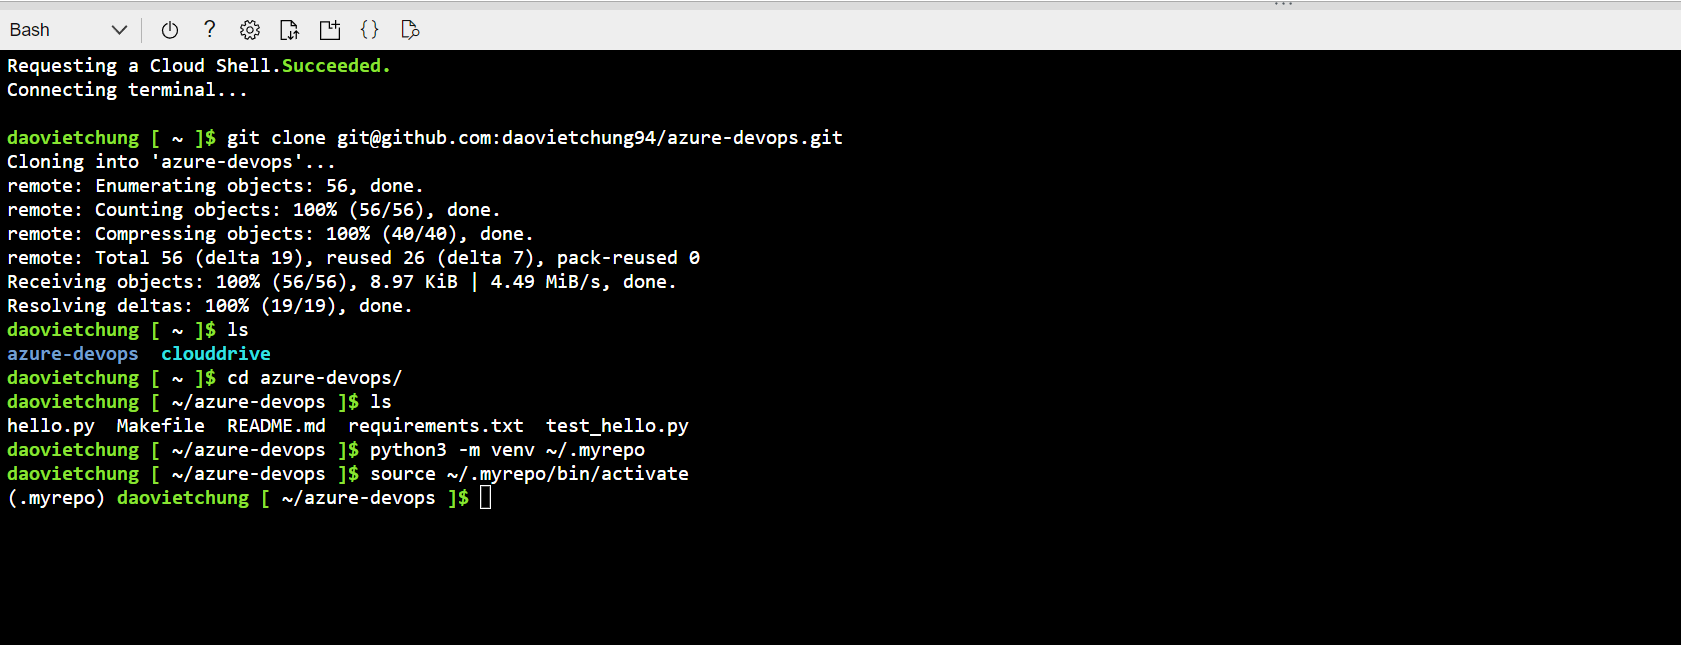 Bash
Requesting a Cloud Shell.Succeeded.
Connecting terminal...
daovietchung [ ~ ]$ git clone git@github.com:daovietchung94/azure-devops.git
Cloning into 'azure-devops'...
remote: Enumerating objects: 56, done.
remote: Counting objects: 100% (56/56), done.
remote: Compressing objects: 100% (40/40), done.
remote: Total 56 (delta 19), reused 26 (delta 7), pack-reused 0
Receiving objects: 100% (56/56), 8.97 KiB | 4.49 MiB/s, done.
Resolving deltas: 100% (19/19), done.
daovietchung [ ~ ]$ ls
azure-devops  clouddrive
daovietchung [ ~ ]$ cd azure-devops/
daovietchung [ ~/azure-devops ]$ ls
hello.py  Makefile  README.md  requirements.txt  test_hello.py
daovietchung [ ~/azure-devops ]$ python3 -m venv ~/.myrepo
daovietchung [ ~/azure-devops ]$ source ~/.myrepo/bin/activate
(.myrepo) daovietchung [ ~/azure-devops ]$